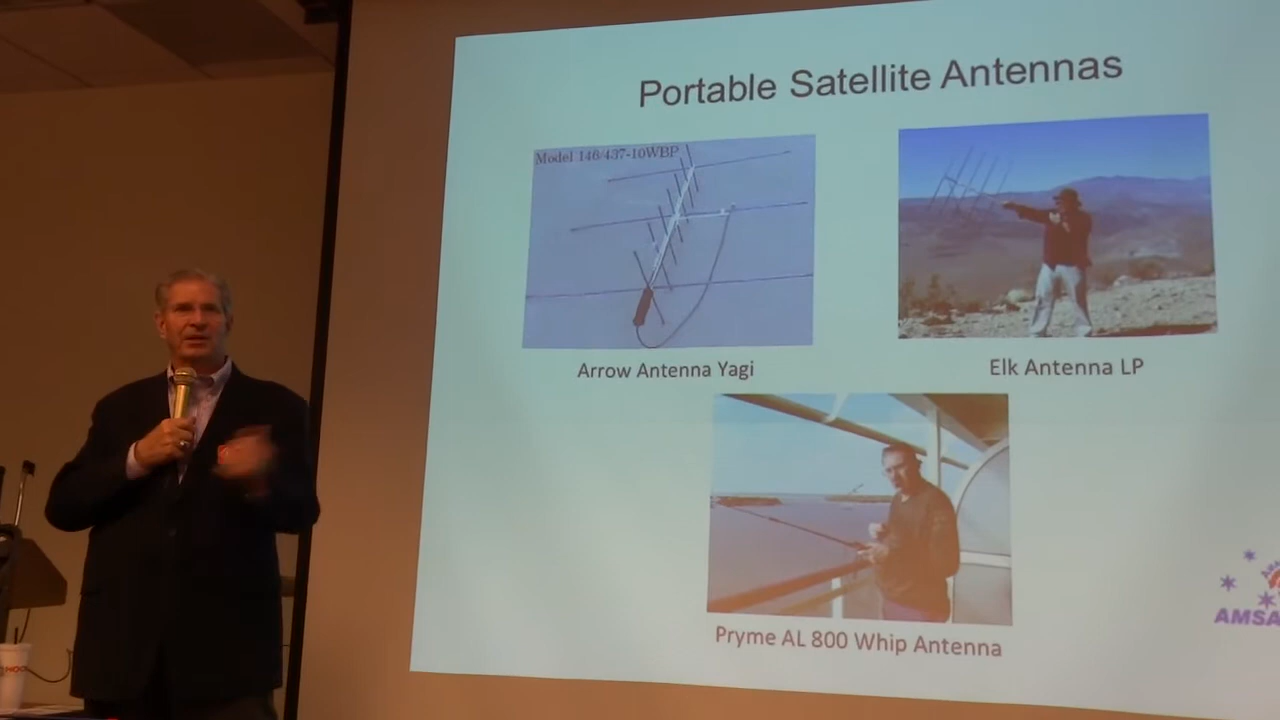 Portable Satellite Antennas
Model 146/437-10WBP
Arrow Antenna Yagi
Elk Antenna LP
Pryme AL 800 Whip Antenna
AMSA